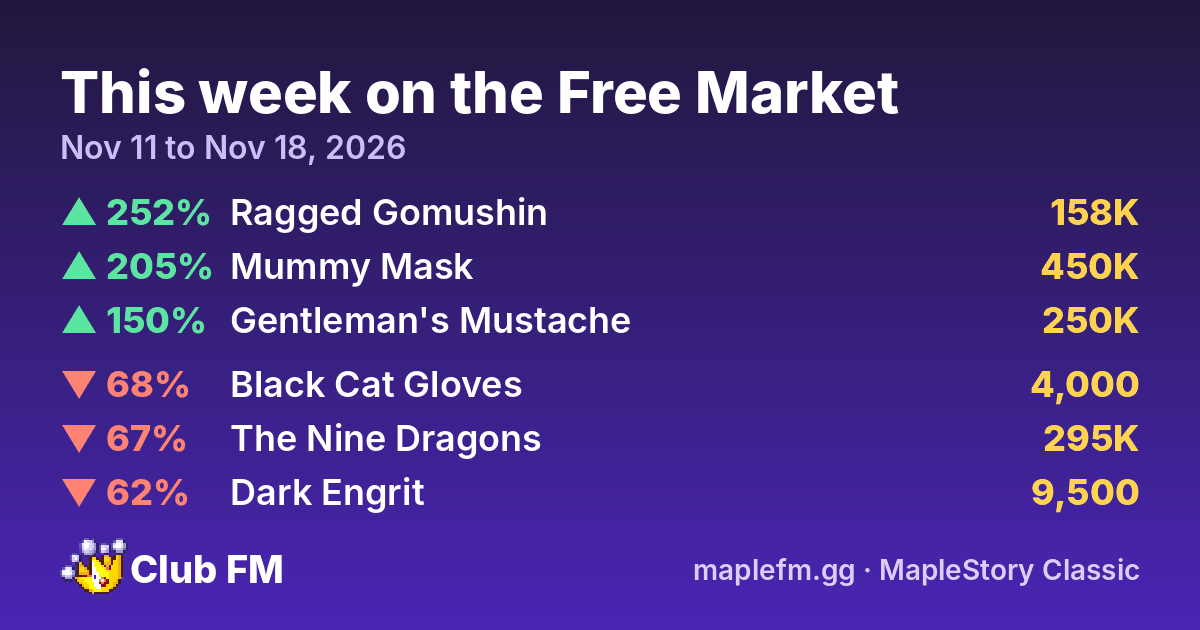 This week on the Free Market
Nov 11 to Nov 18, 2026
▲ 252% Ragged Gomushin 158K
▲ 205% Mummy Mask 450K
▲ 150% Gentleman's Mustache 250K
▼ 68% Black Cat Gloves 4,000
▼ 67% The Nine Dragons 295K
▼ 62% Dark Engrit 9,500
Club FM
maplefm.gg · MapleStory Classic